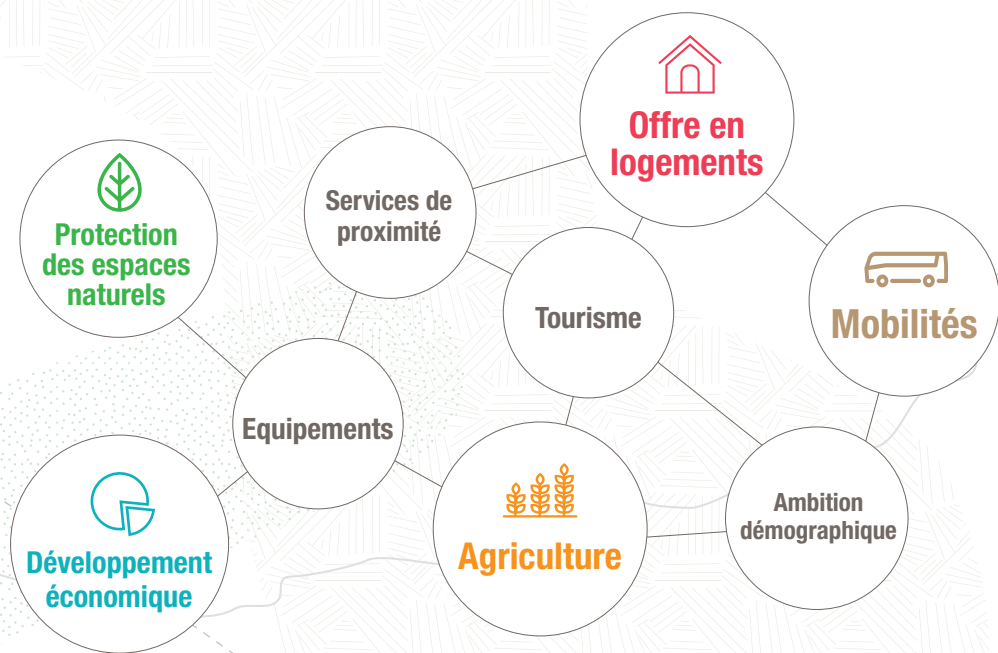 Offre en
logements
Protection
des espaces
naturels
Services de
proximité
Tourisme
Mobilités
Equipements
Ambition
démographique
Agriculture
Développement
économique